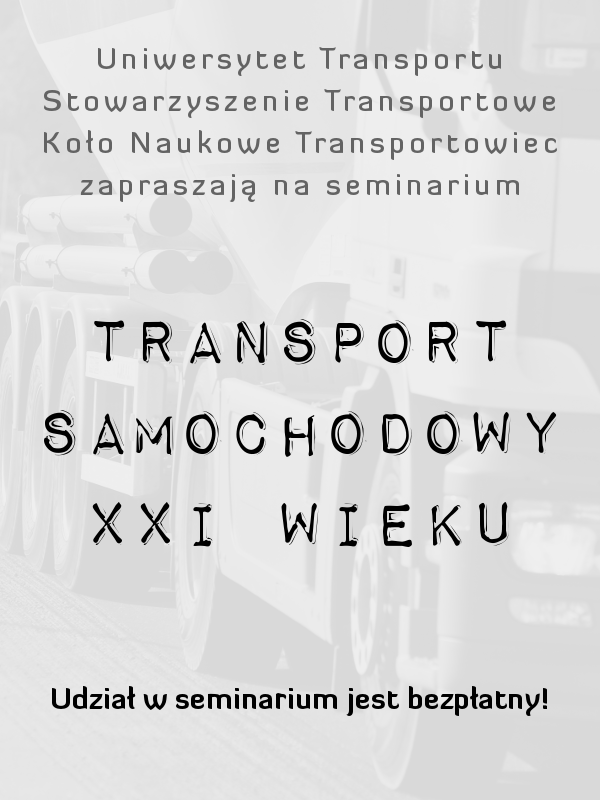 Uniwersytet Transportu
Stowarzyszenie Transportowe
Koło Naukowe Transportowiec
zapraszają na seminarium
TRANSPORT
SAMOCHODOWY
XXI WIEKU
Udział w seminarium jest bezpłatny!